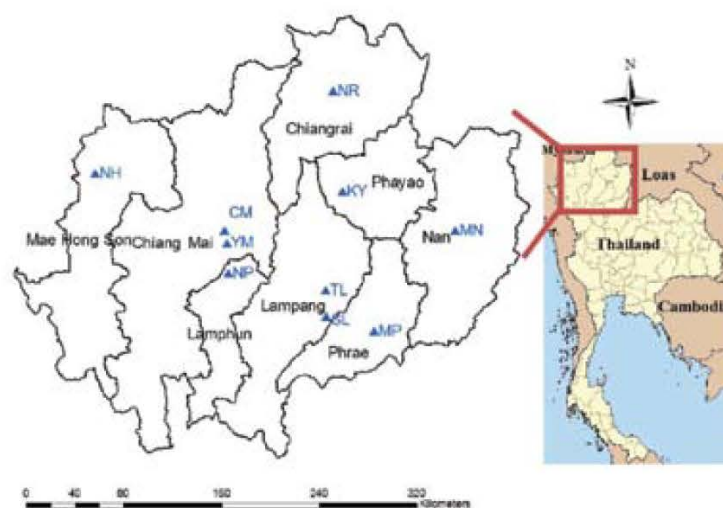 N
NR
Chiangrai
NH
KY
Phayao
Loas
CM
Mae Hong Son
Chiang Mai
YM
Nan
MN
Thailand
NP
TL
Lampang
Cambodi
Lamphun
MP
Phrae
0 40 80 160 240 320
Kilometers